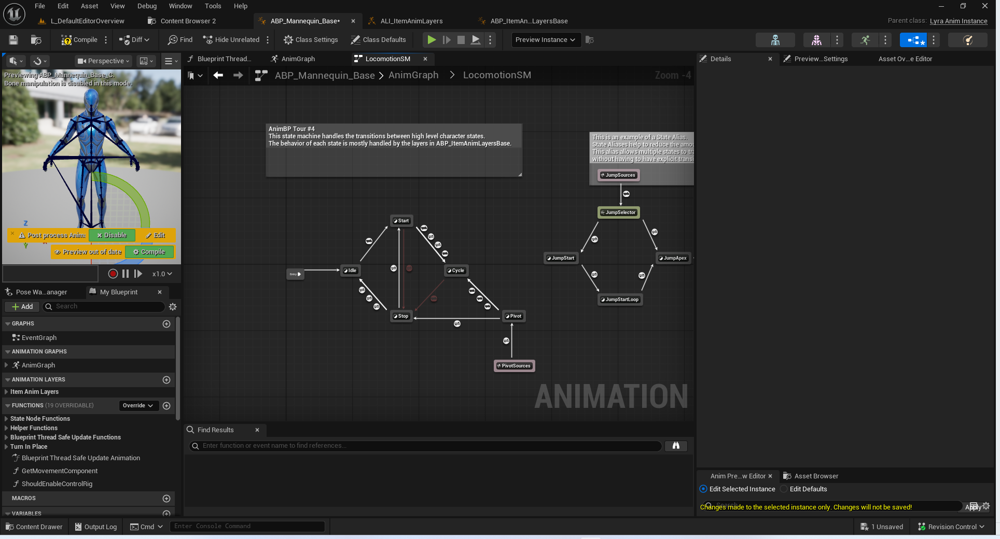 File Edit Asset View Debug Window Tools Help
L_DefaultEditorOverview Content Browser 2 ABP_Mannequin_Base* ALI_ItemAnimLayers ABP_ItemAn...LayersBase
Parent class: Lyra Anim Instance
Compile Diff Find Hide Unrelated Class Settings Class Defaults Preview Instance
Perspective
Previewing ABP_Mannequin_Base_C.
Bone manipulation is disabled in this mode.
Z
Y
Post process Anim Disable Edit
Preview out of date Compile
x1.0
Pose Wa...anager My Blueprint
Add Search
GRAPHS
EventGraph
ANIMATION GRAPHS
AnimGraph
ANIMATION LAYERS
Item Anim Layers
FUNCTIONS (19 OVERRIDABLE) Override
State Node Functions
Helper Functions
Blueprint Thread Safe Update Functions
Turn In Place
Blueprint Thread Safe Update Animation
GetMovementComponent
ShouldEnableControlRig
MACROS
VARIABLES
Blueprint Thread... AnimGraph LocomotionSM
ABP_Mannequin_Base > AnimGraph > LocomotionSM
Zoom -4
AnimBP Tour #4
This state machine handles the transitions between high level character states.
The behavior of each state is mostly handled by the layers in ABP_ItemAnimLayersBase.
This is an example of a State Alias.
State Aliases help to reduce the amo
This alias allows multiple states to tra
without having to have explicit transi
JumpSources
JumpSelector
JumpStart
JumpApex
JumpStartLoop
Start
Entry
Idle
Cycle
Stop
Pivot
PivotSources
ANIMATION
Find Results
Enter function or event name to find references...
Details Preview...Settings Asset Ov...e Editor
Anim Pre...w Editor Asset Browser
Edit Selected Instance Edit Defaults
Search
Changes made to the selected instance only. Changes will not be saved!
Apply
Content Drawer Output Log Cmd Enter Console Command 1 Unsaved Revision Control